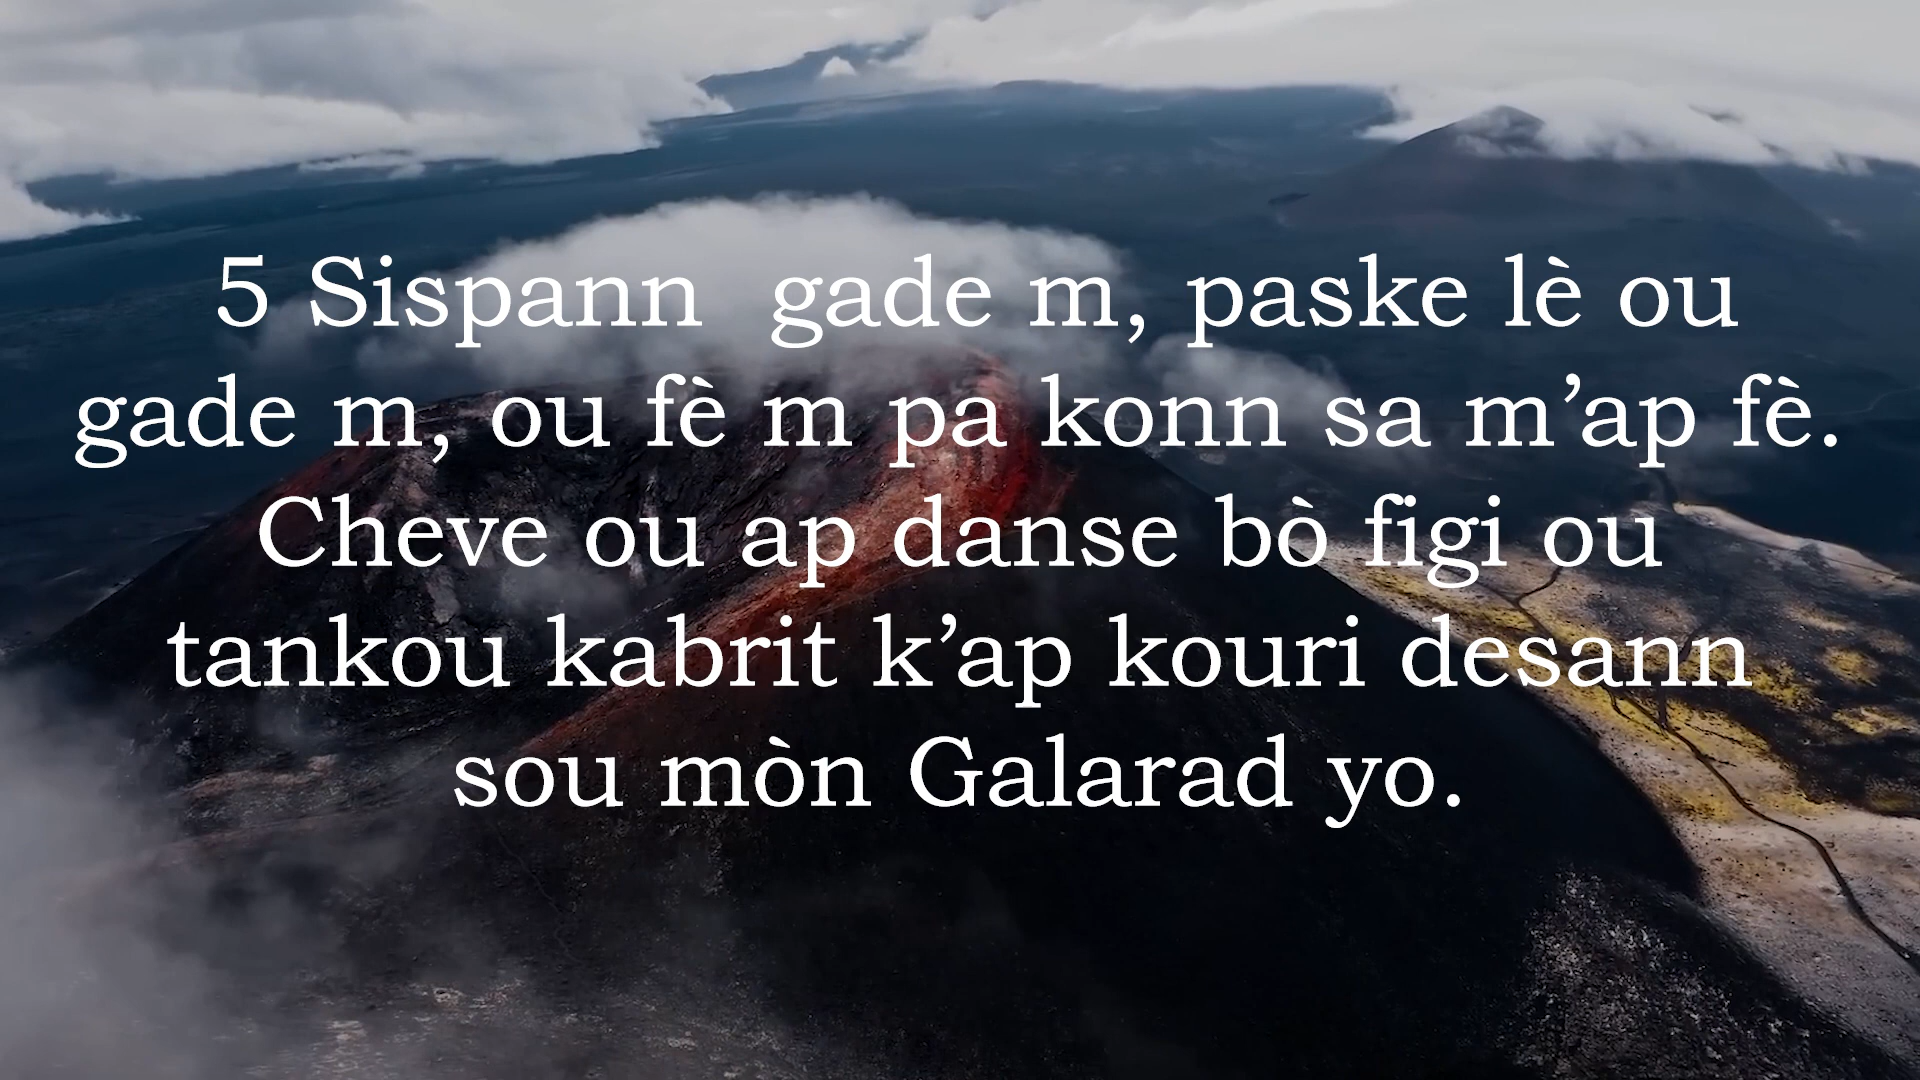 5 Sispann  gade m, paske lè ou
gade m, ou fè m pa konn sa m’ap fè.
Cheve ou ap danse bò figi ou
tankou kabrit k’ap kouri desann
sou mòn Galarad yo.